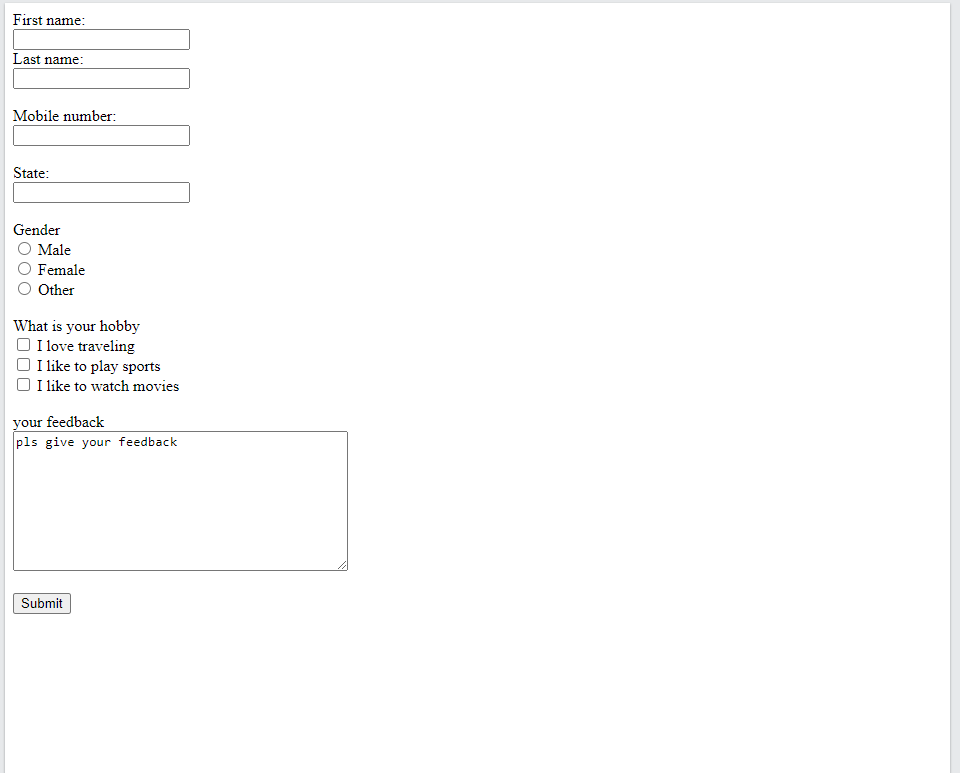 First name:
Last name:
Mobile number:
State:
Gender
Male
Female
Other
What is your hobby
I love traveling
I like to play sports
I like to watch movies
your feedback
pls give your feedback
Submit